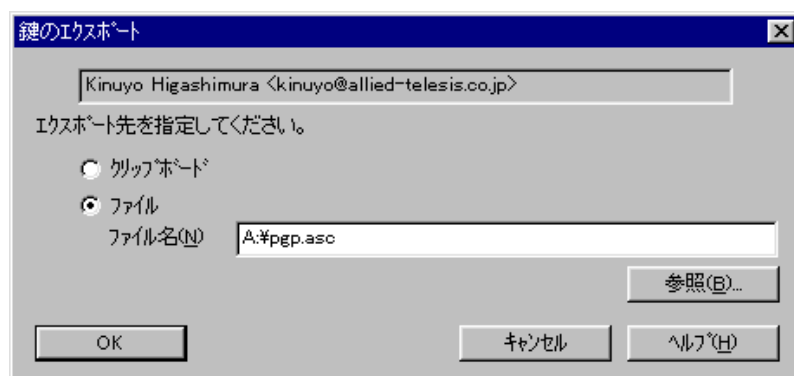 鍵のｴｸｽﾎﾟｰﾄ
Kinuyo Higashimura <kinuyo@allied-telesis.co.jp>
ｴｸｽﾎﾟｰﾄ先を指定してください。
ｸﾘｯﾌﾟﾎﾞｰﾄﾞ
ﾌｧｲﾙ
ﾌｧｲﾙ名(N) A:¥pgp.asc
参照(B)...
OK ｷｬﾝｾﾙ ﾍﾙﾌﾟ(H)